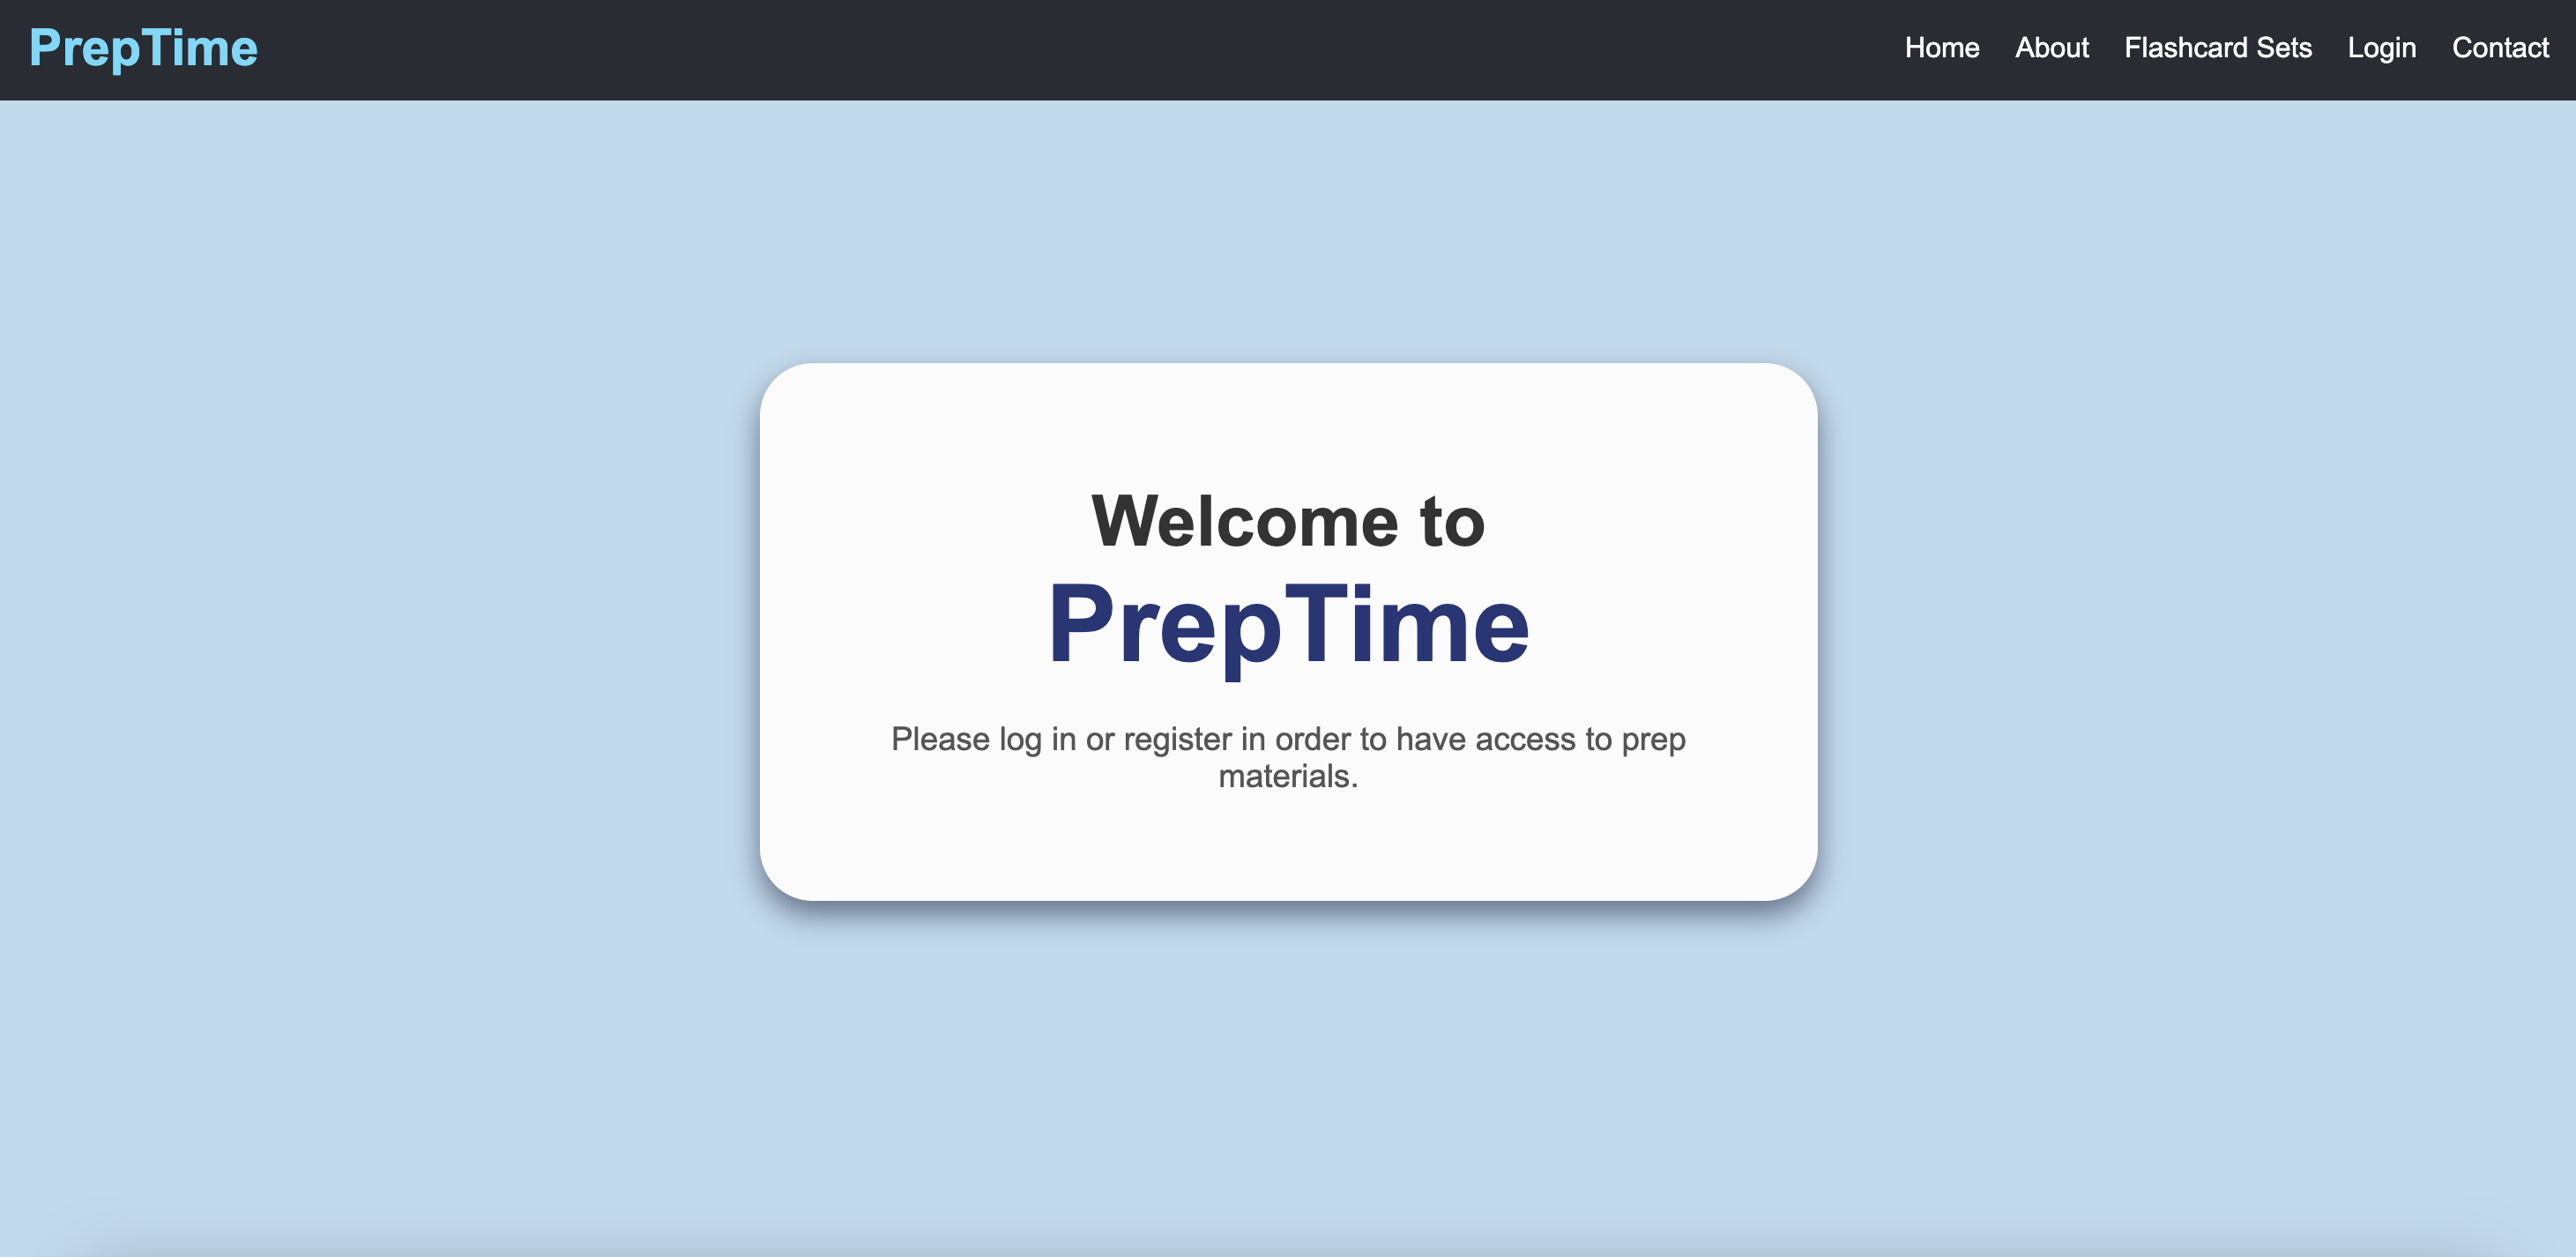 PrepTime
Home About Flashcard Sets Login Contact
Welcome to
PrepTime
Please log in or register in order to have access to prep
materials.